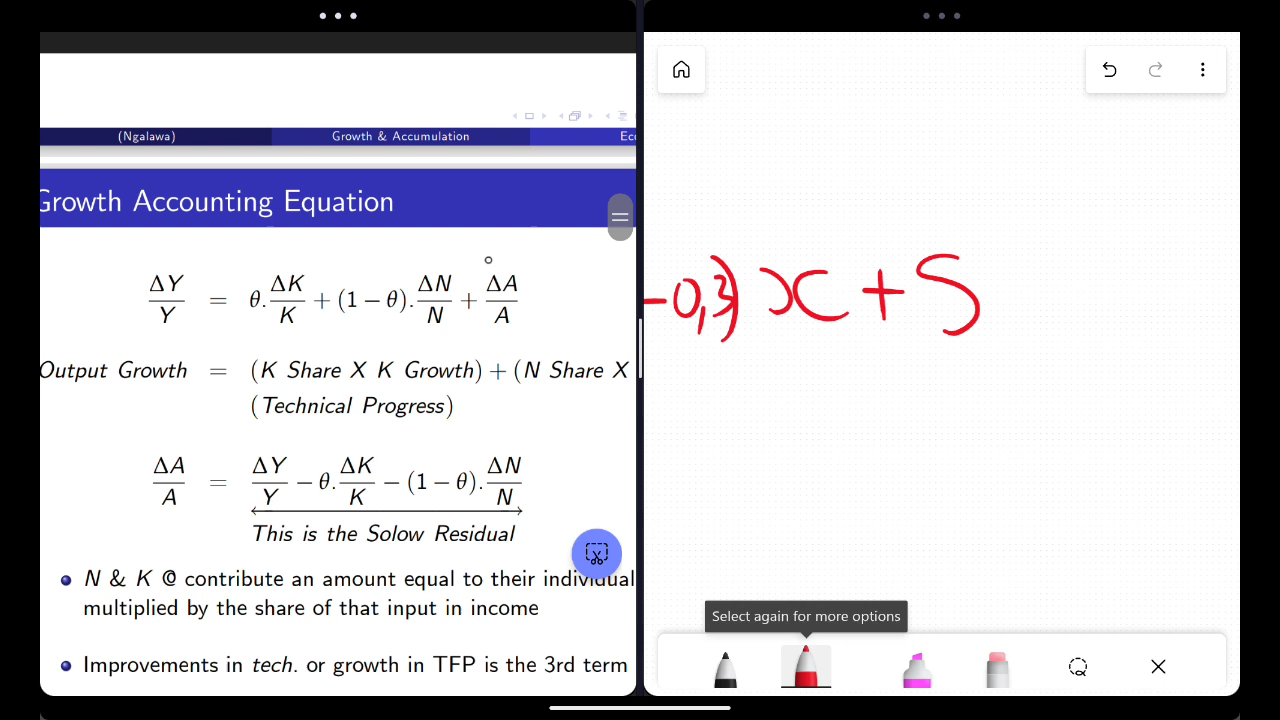 (Ngalawa) Growth & Accumulation Ec
Growth Accounting Equation
ΔY/Y = θ.ΔK/K + (1 − θ).ΔN/N + ΔA/A
Output Growth = (K Share X K Growth) + (N Share X
(Technical Progress)
ΔA/A = ΔY/Y − θ.ΔK/K − (1 − θ).ΔN/N
This is the Solow Residual
N & K @ contribute an amount equal to their individual
multiplied by the share of that input in income
Improvements in tech. or growth in TFP is the 3rd term
-0,3) x + 5
Select again for more options